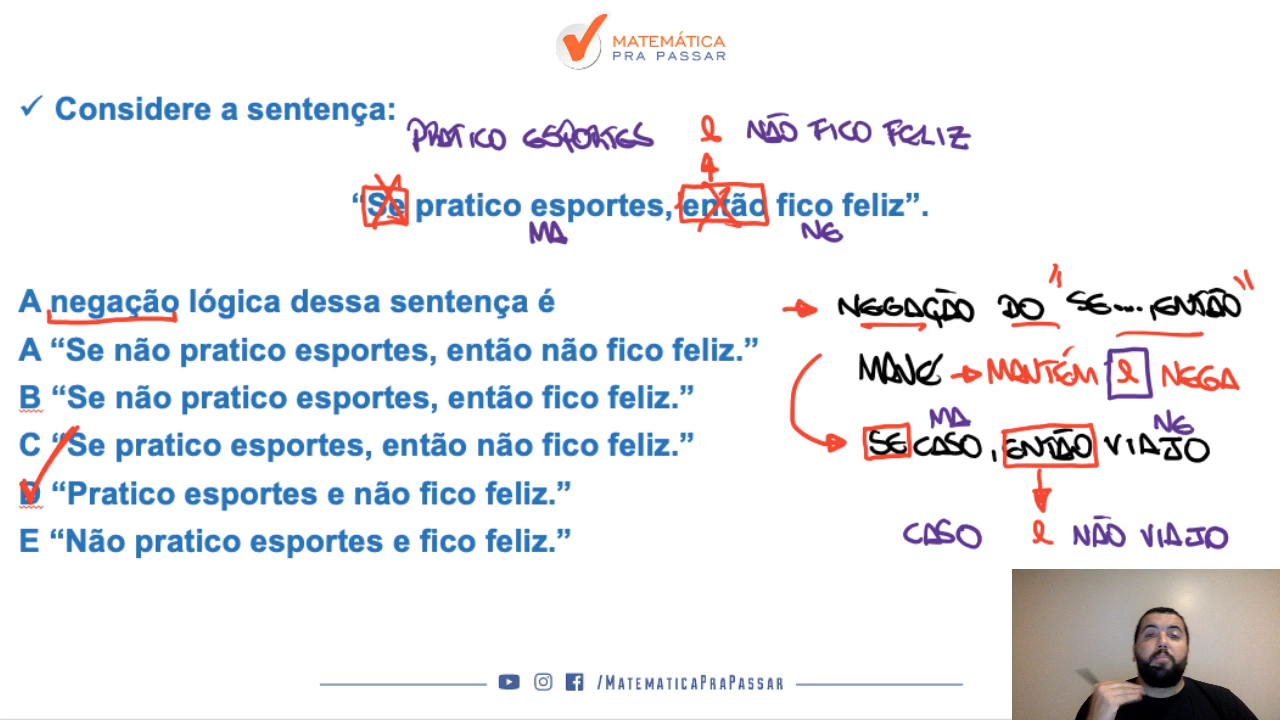 MATEMÁTICA
PRA PASSAR
✓ Considere a sentença:
PRATICO ESPORTES e NÃO FICO FELIZ
“Se pratico esportes, então fico feliz”.
MA NE
A negação lógica dessa sentença é
A “Se não pratico esportes, então não fico feliz.”
B “Se não pratico esportes, então fico feliz.”
C “Se pratico esportes, então não fico feliz.”
D “Pratico esportes e não fico feliz.”
E “Não pratico esportes e fico feliz.”
→ NEGAÇÃO DO "SE..., ENTÃO"
MANE → MANTÉM e NEGA
MA NE
SE CASO, ENTÃO VIAJO
CASO e NÃO VIAJO
/MATEMATICAPRAPASSAR